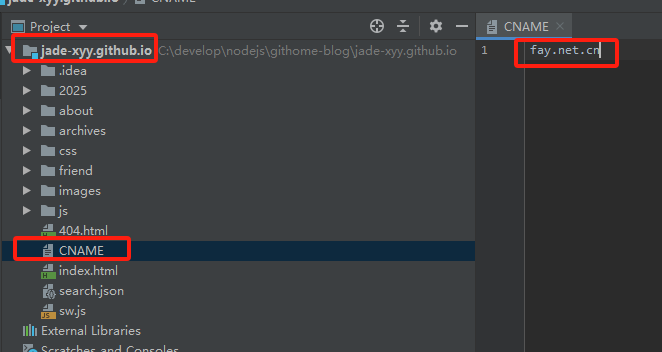 jade-xyy.github.io
CNAME
Project
jade-xyy.github.io C:\develop\nodejs\githome-blog\jade-xyy.github.io
.idea
2025
about
archives
css
friend
images
js
404.html
CNAME
index.html
search.json
sw.js
External Libraries
Scratches and Consoles
CNAME
1 fay.net.cn